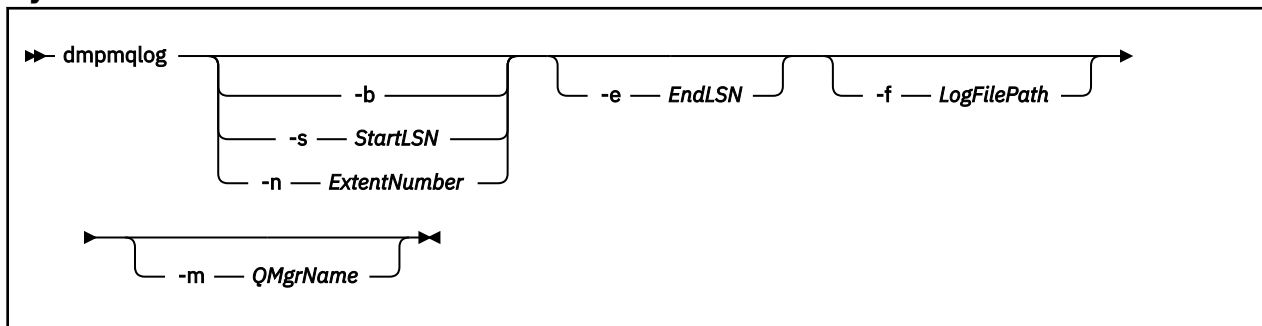 dmpmqlog
-b
-e EndLSN
-f LogFilePath
-s StartLSN
-n ExtentNumber
-m QMgrName